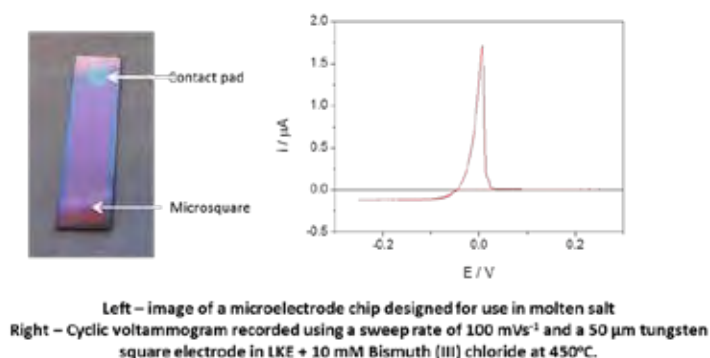 Contact pad
Microsquare
2.0
1.5
1.0
0.5
0.0
-0.5
i / μA
-0.2
0.0
0.2
E / V
Left – image of a microelectrode chip designed for use in molten salt
Right – Cyclic voltammogram recorded using a sweep rate of 100 mVs⁻¹ and a 50 μm tungsten
square electrode in LKE + 10 mM Bismuth (III) chloride at 450°C.